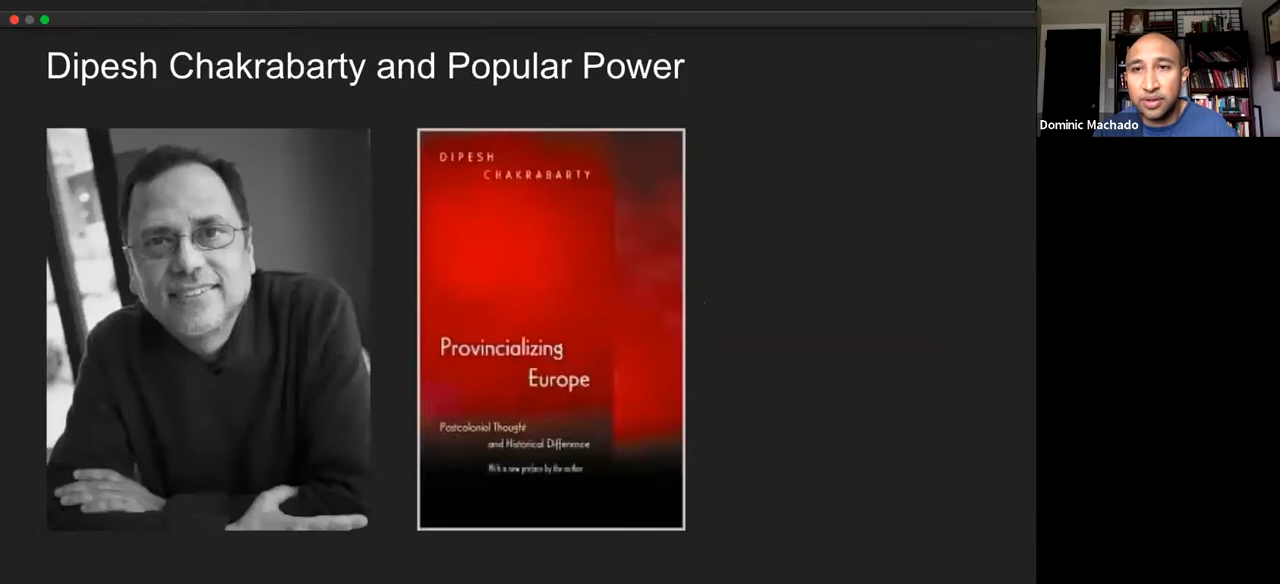 Dipesh Chakrabarty and Popular Power
DIPESH
CHAKRABARTY
Provincializing
Europe
Postcolonial Thought
and Historical Difference
With a new preface by the author
Dominic Machado